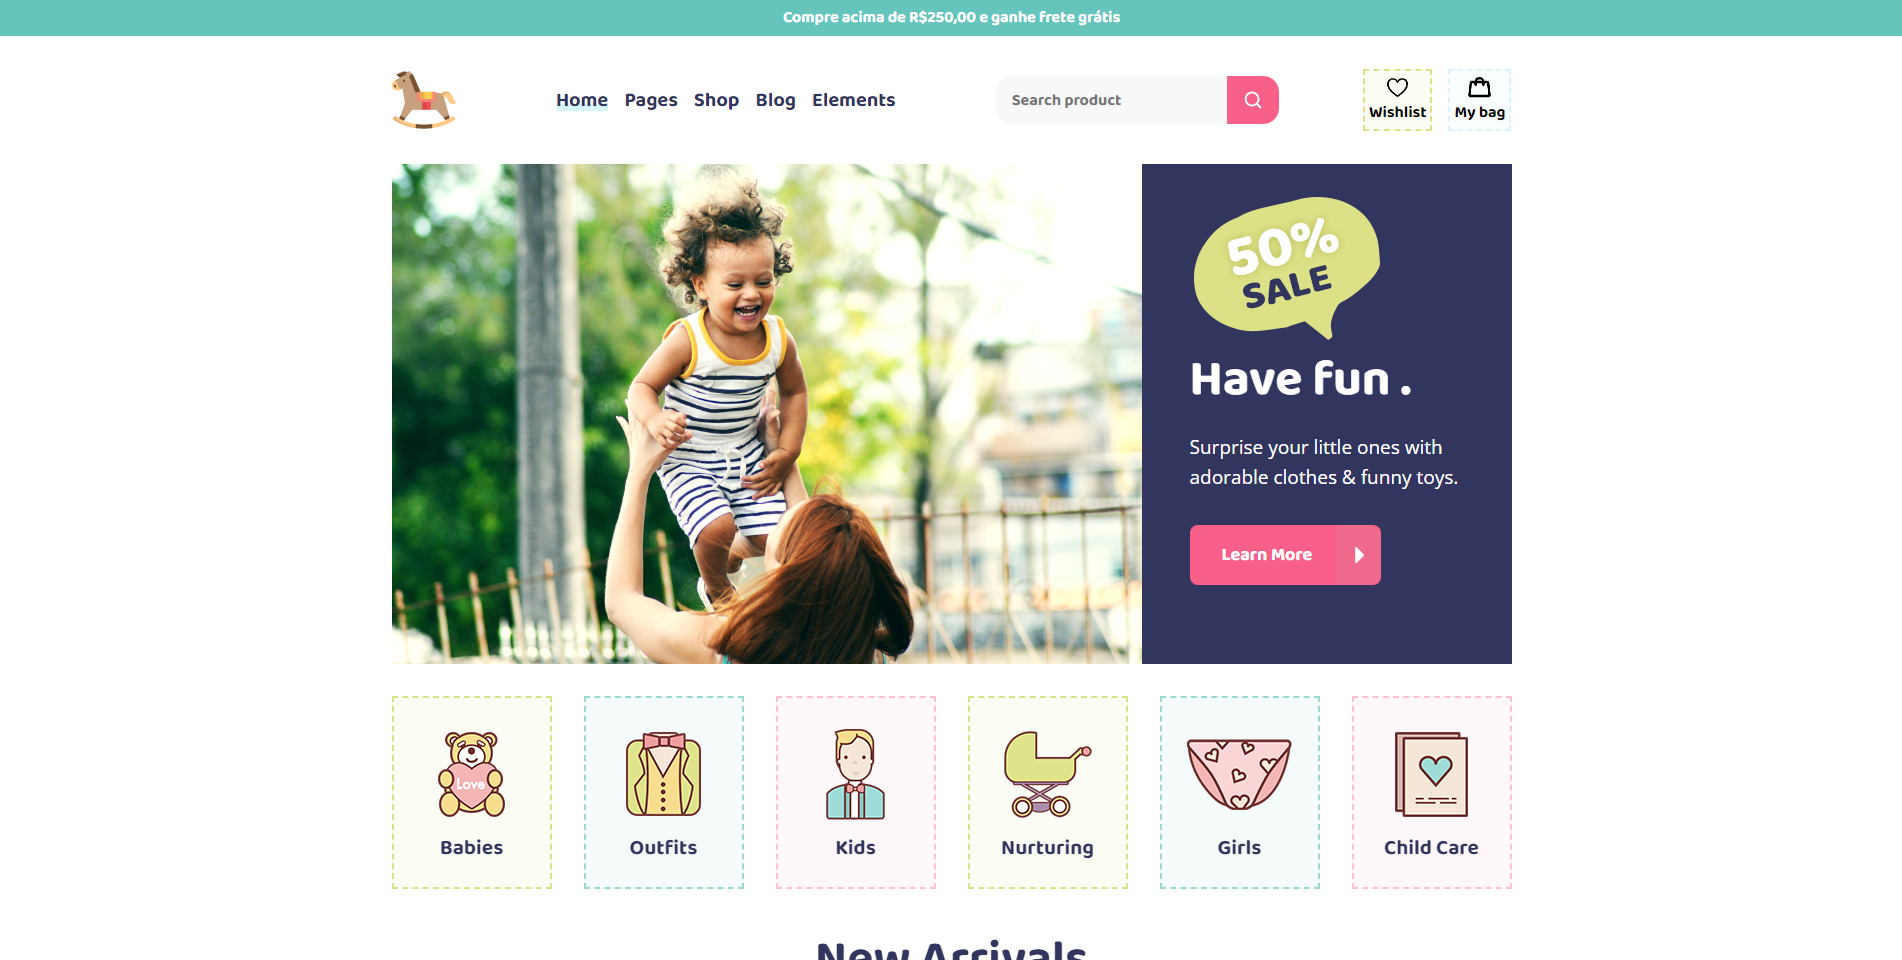 Compre acima de R$250,00 e ganhe frete grátis
Home Pages Shop Blog Elements
Search product
Wishlist
My bag
50%
SALE
Have fun .
Surprise your little ones with
adorable clothes & funny toys.
Learn More
Love
Babies
Outfits
Kids
Nurturing
Girls
Child Care
New Arrivals